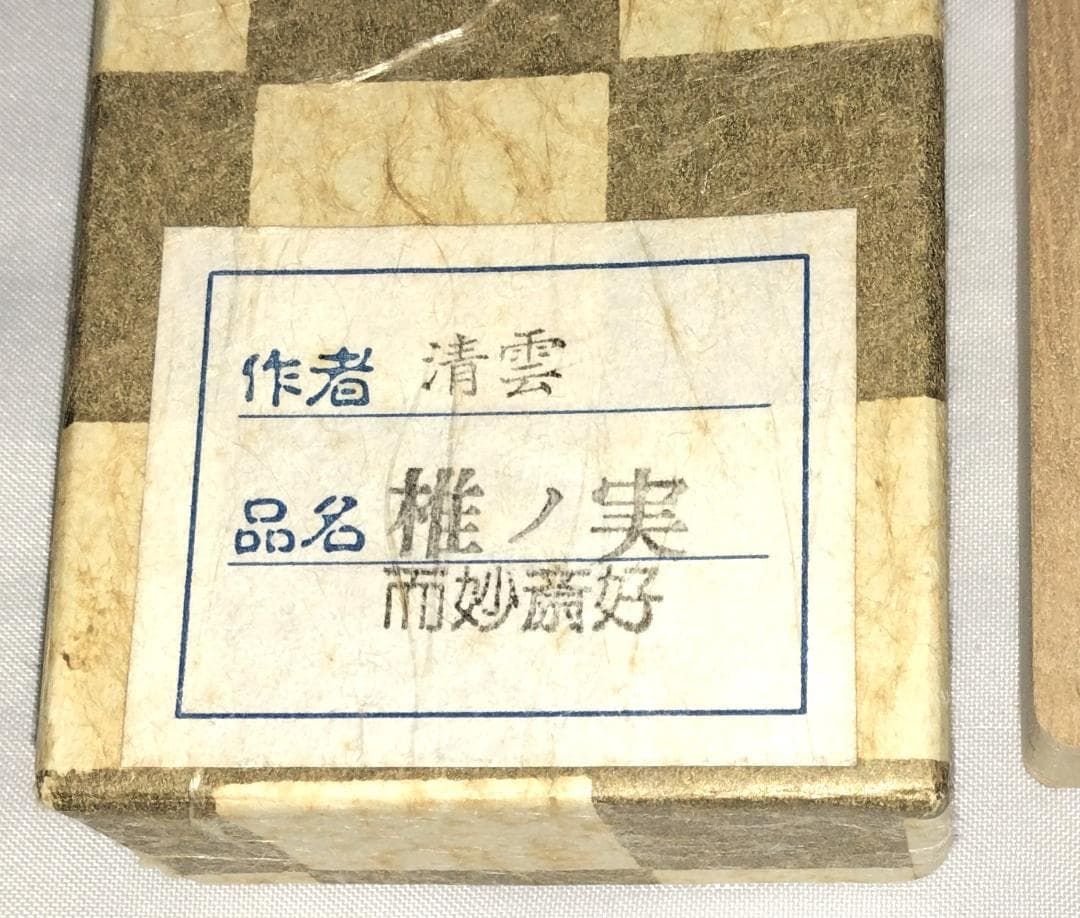 作者 清雲
品名 椎ノ実
而妙斎好